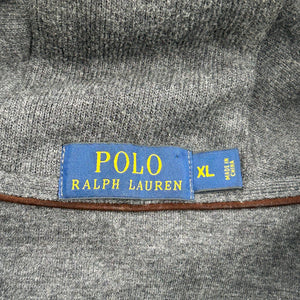 POLO
RALPH LAUREN
XL
MADE IN
CHINA